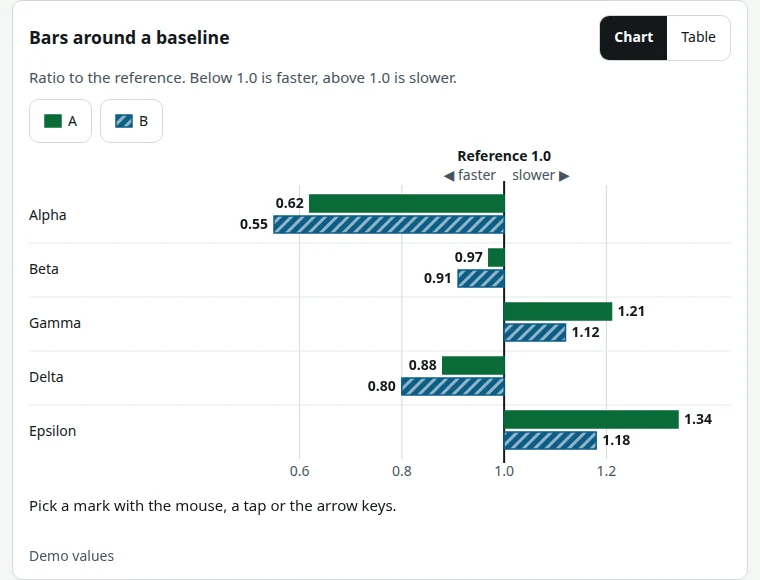 Bars around a baseline
Chart Table
Ratio to the reference. Below 1.0 is faster, above 1.0 is slower.
A B
Reference 1.0
◀ faster slower ▶
Alpha
0.62
0.55
Beta
0.97
0.91
Gamma
1.21
1.12
Delta
0.88
0.80
Epsilon
1.34
1.18
0.6 0.8 1.0 1.2
Pick a mark with the mouse, a tap or the arrow keys.
Demo values